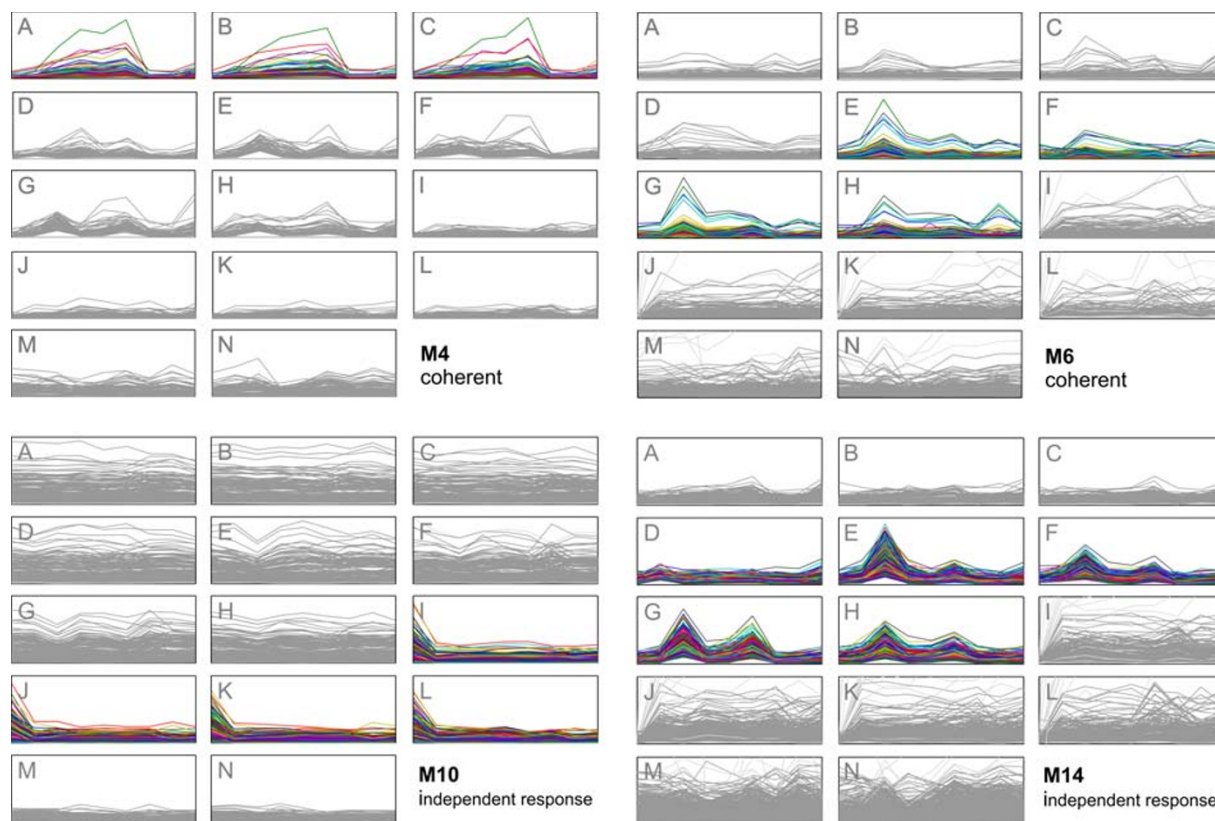 A B C
D E F
G H I
J K L
M N M4
coherent
A B C
D E F
G H I
J K L
M N M6
coherent
A B C
D E F
G H I
J K L
M N M10
independent response
A B C
D E F
G H I
J K L
M N M14
independent response